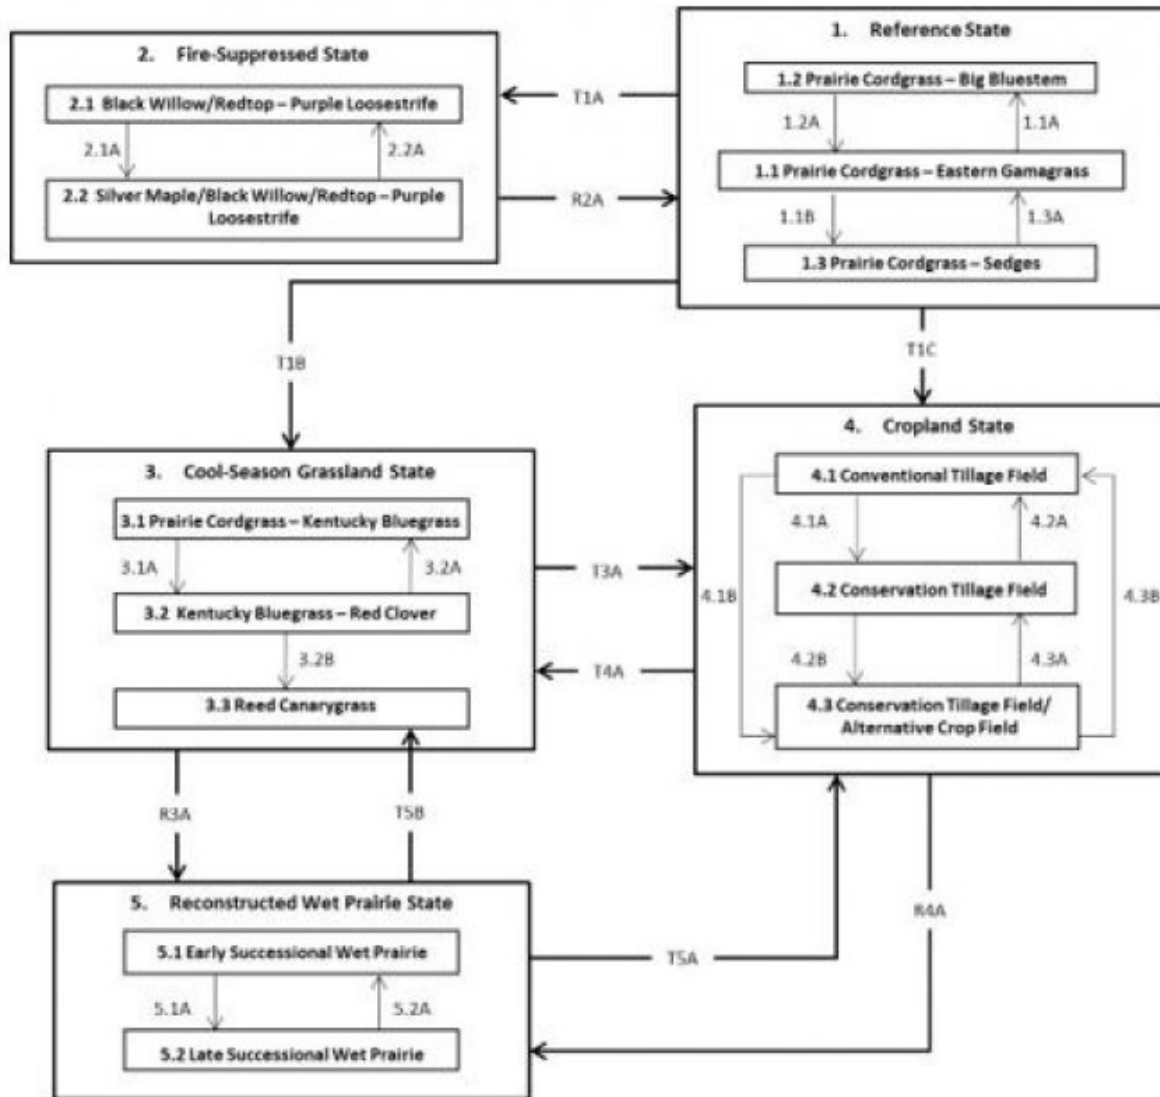 2. Fire-Suppressed State
2.1 Black Willow/Redtop – Purple Loosestrife
2.1A
2.2A
2.2 Silver Maple/Black Willow/Redtop – Purple
Loosestrife
T1A
R2A
1. Reference State
1.2 Prairie Cordgrass – Big Bluestem
1.2A
1.1A
1.1 Prairie Cordgrass – Eastern Gamagrass
1.1B
1.3A
1.3 Prairie Cordgrass – Sedges
T1B
T1C
3. Cool-Season Grassland State
3.1 Prairie Cordgrass – Kentucky Bluegrass
3.1A
3.2A
3.2 Kentucky Bluegrass – Red Clover
3.2B
3.3 Reed Canarygrass
T3A
T4A
4. Cropland State
4.1 Conventional Tillage Field
4.1A
4.2A
4.1B
4.2 Conservation Tillage Field
4.3B
4.2B
4.3A
4.3 Conservation Tillage Field/
Alternative Crop Field
R3A
T5B
5. Reconstructed Wet Prairie State
5.1 Early Successional Wet Prairie
5.1A
5.2A
5.2 Late Successional Wet Prairie
T5A
R4A